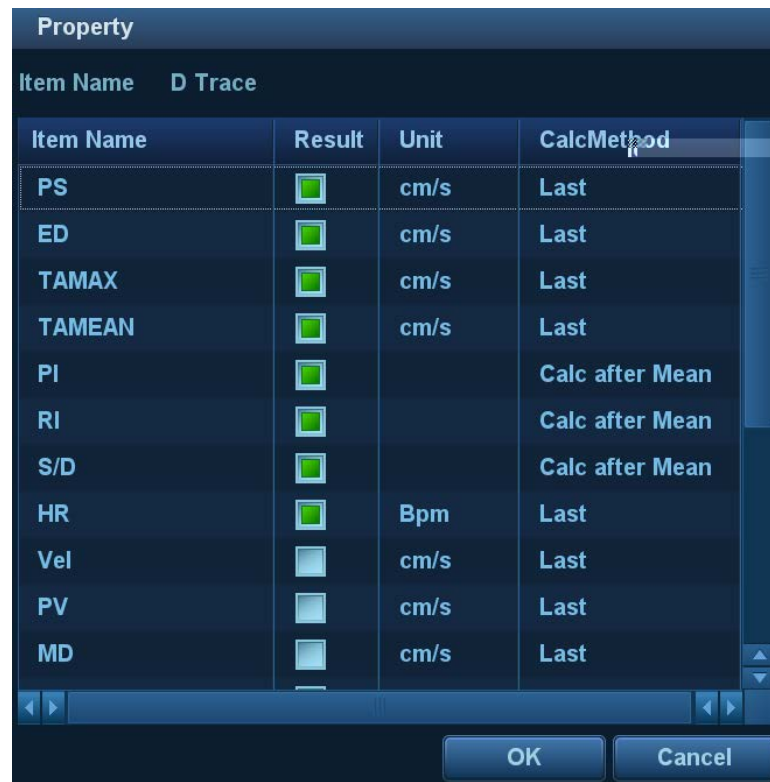 Property
Item Name D Trace
Item Name Result Unit CalcMethod
PS cm/s Last
ED cm/s Last
TAMAX cm/s Last
TAMEAN cm/s Last
PI Calc after Mean
RI Calc after Mean
S/D Calc after Mean
HR Bpm Last
Vel cm/s Last
PV cm/s Last
MD cm/s Last
OK Cancel